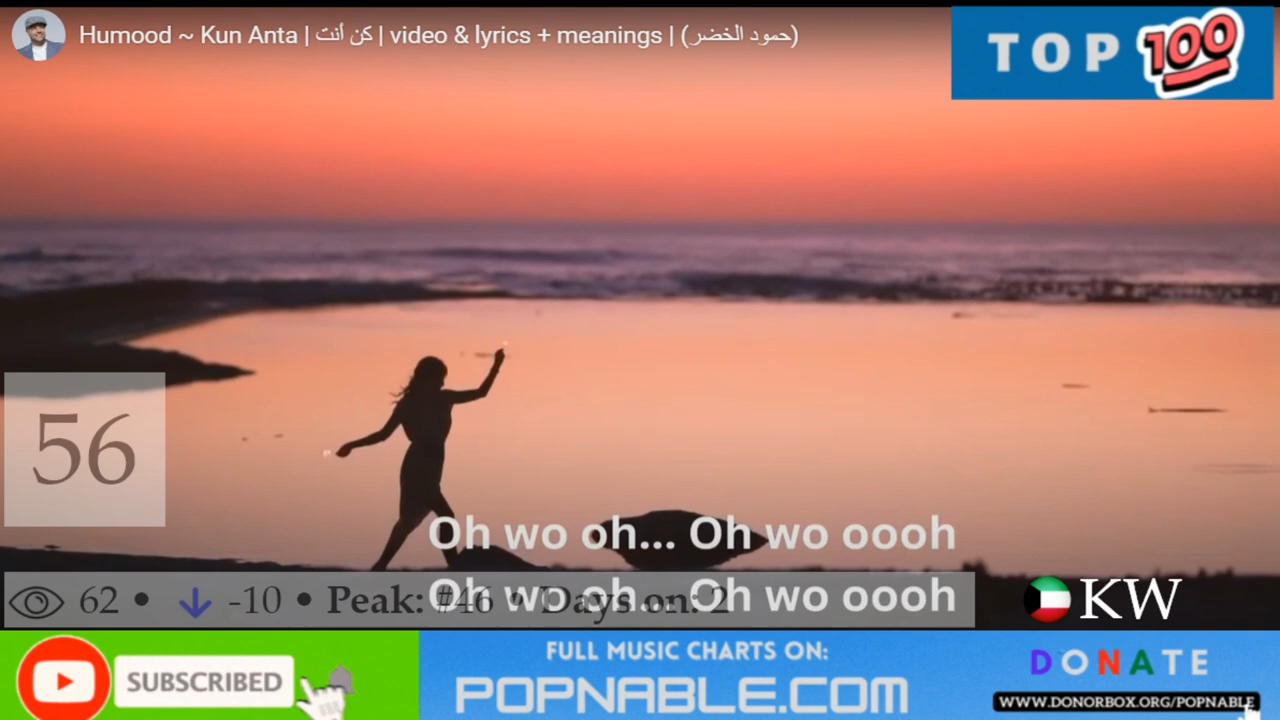 Humood ~ Kun Anta | كن أنت | video & lyrics + meanings | (حمود الخضر)
TOP 100
56
Oh wo oh... Oh wo oooh
62 • -10 • Peak: #46 • Days on: 2
Oh wo oh... Oh wo oooh
KW
SUBSCRIBED
FULL MUSIC CHARTS ON:
POPNABLE.COM
DONATE
WWW.DONORBOX.ORG/POPNABLE